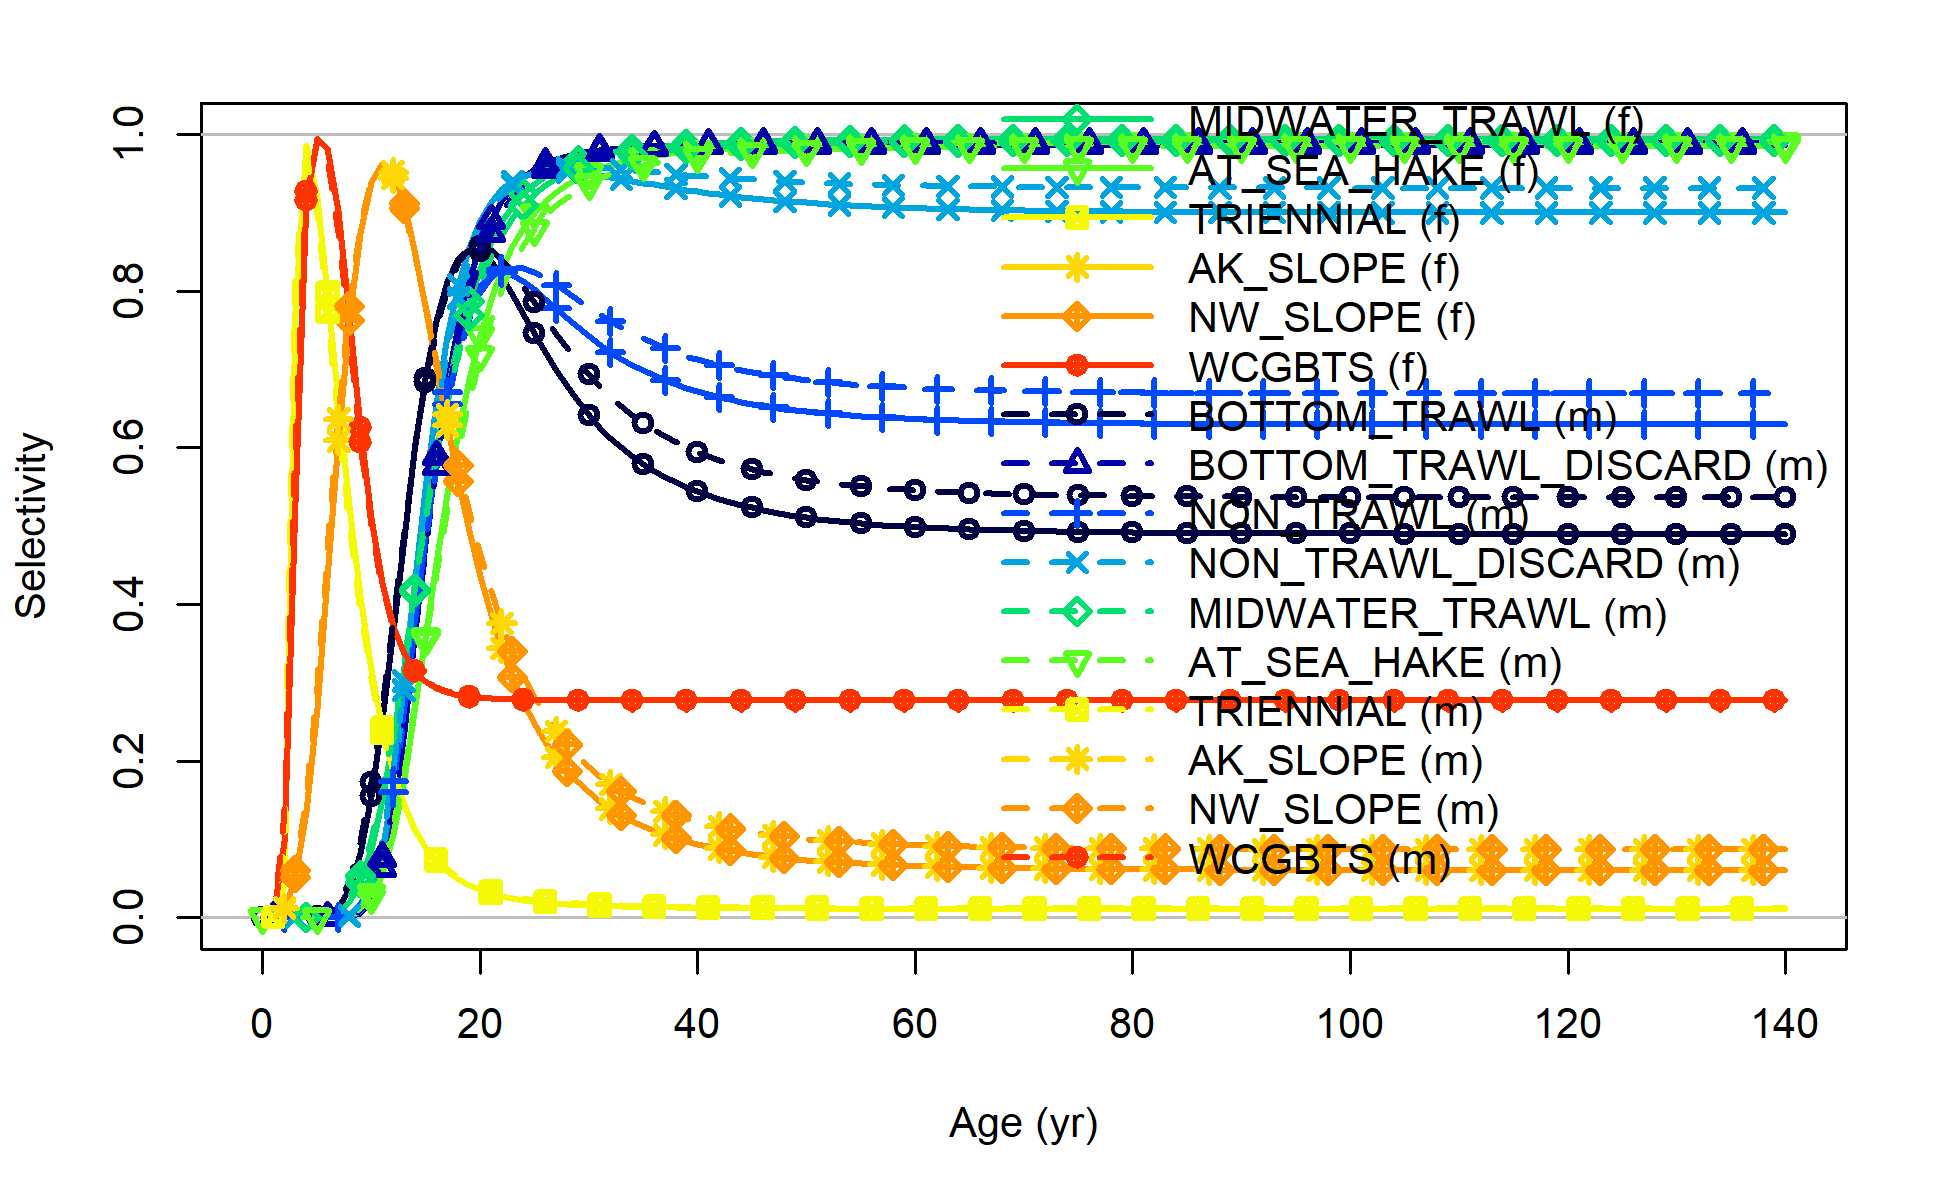 MIDWATER_TRAWL (f)
AT_SEA_HAKE (f)
TRIENNIAL (f)
AK_SLOPE (f)
NW_SLOPE (f)
WCGBTS (f)
BOTTOM_TRAWL (m)
BOTTOM_TRAWL_DISCARD (m)
NON_TRAWL (m)
NON_TRAWL_DISCARD (m)
MIDWATER_TRAWL (m)
AT_SEA_HAKE (m)
TRIENNIAL (m)
AK_SLOPE (m)
NW_SLOPE (m)
WCGBTS (m)
Selectivity
1.0
0.8
0.6
0.4
0.2
0.0
0 20 40 60 80 100 120 140
Age (yr)